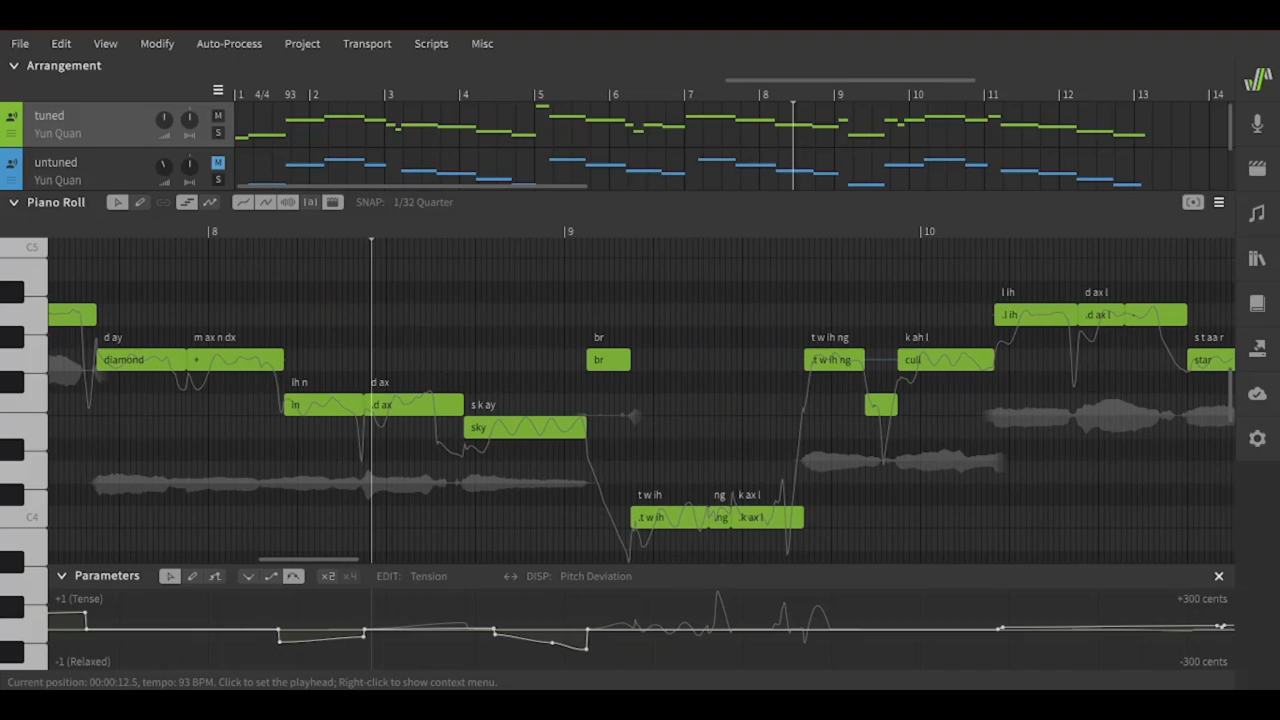 File Edit View Modify Auto-Process Project Transport Scripts Misc
Arrangement
1 4/4 93 2 3 4 5 6 7 8 9 10 11 12 13 14
tuned M
Yun Quan S
untuned M
Yun Quan S
Piano Roll SNAP: 1/32 Quarter
8 9 10
C5
l ih d ax l
.l ih .d ax l -
d ay m ax n dx br t w ih ng k ah l s t aa r
diamond + br .t w ih ng cull star
ih n d ax
in .d ax -
s k ay
sky
t w ih ng k ax l
C4 .t w ih .ng .k ax l
Parameters x2 x4 EDIT: Tension DISP: Pitch Deviation
+1 (Tense) +300 cents
-1 (Relaxed) -300 cents
Current position: 00:00:12.5, tempo: 93 BPM. Click to set the playhead; Right-click to show context menu.